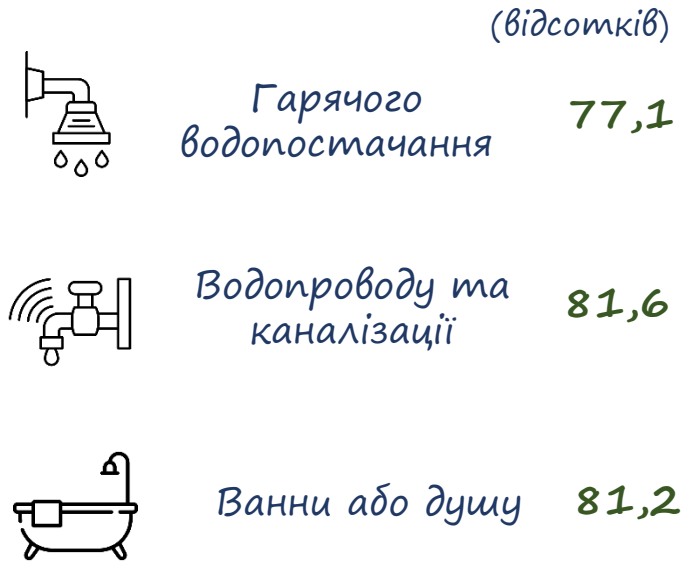 (відсотків)
Гарячого
водопостачання
77,1
Водопроводу та
каналізації
81,6
Ванни або душу
81,2